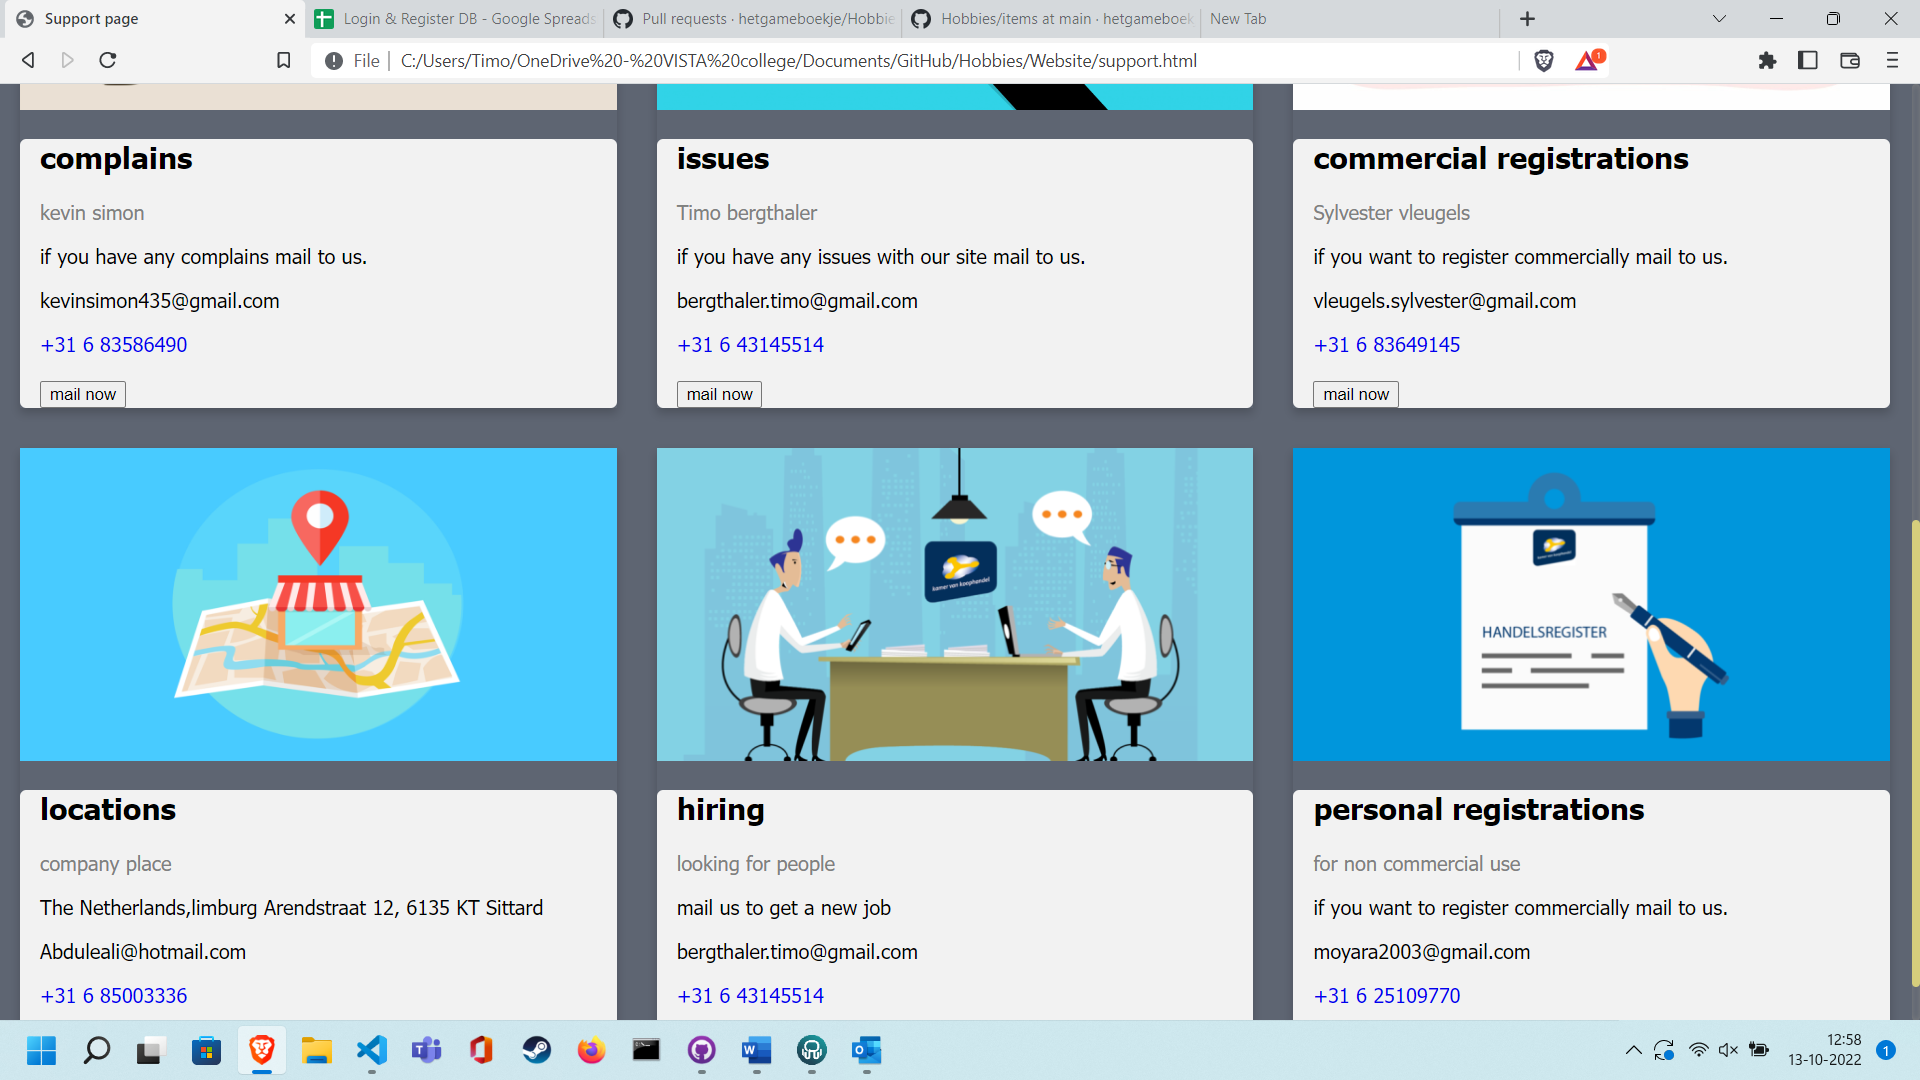 Support page
Login & Register DB - Google Spreads
Pull requests · hetgameboekje/Hobbie
Hobbies/items at main · hetgameboek
New Tab
File
C:/Users/Timo/OneDrive%20-%20VISTA%20college/Documents/GitHub/Hobbies/Website/support.html
1
complains
kevin simon
if you have any complains mail to us.
kevinsimon435@gmail.com
+31 6 83586490
mail now
issues
Timo bergthaler
if you have any issues with our site mail to us.
bergthaler.timo@gmail.com
+31 6 43145514
mail now
commercial registrations
Sylvester vleugels
if you want to register commercially mail to us.
vleugels.sylvester@gmail.com
+31 6 83649145
mail now
kamer van koophandel
HANDELSREGISTER
locations
company place
The Netherlands,limburg Arendstraat 12, 6135 KT Sittard
Abduleali@hotmail.com
+31 6 85003336
hiring
looking for people
mail us to get a new job
bergthaler.timo@gmail.com
+31 6 43145514
personal registrations
for non commercial use
if you want to register commercially mail to us.
moyara2003@gmail.com
+31 6 25109770
12:58
13-10-2022
1